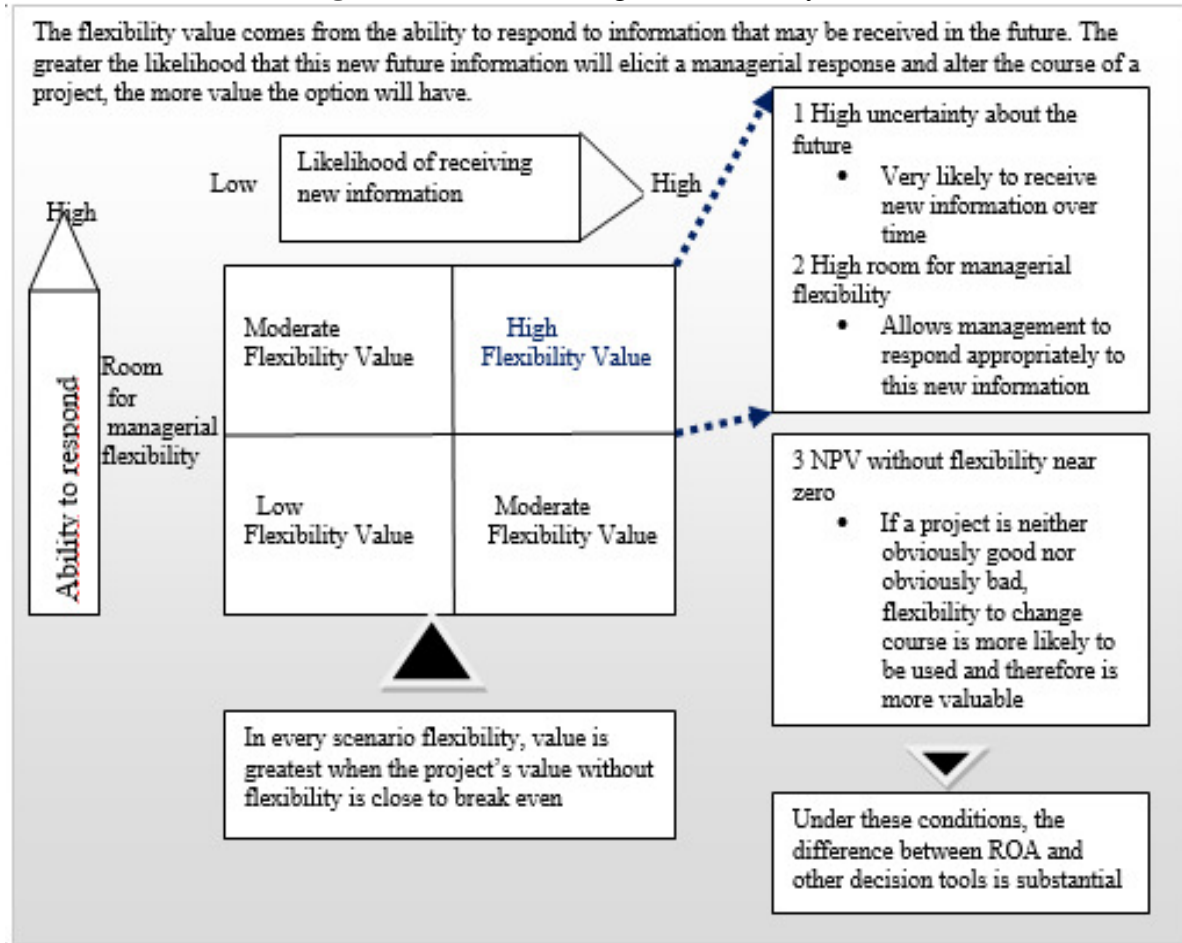 The flexibility value comes from the ability to respond to information that may be received in the future. The
greater the likelihood that this new future information will elicit a managerial response and alter the course of a
project, the more value the option will have.
Low
Likelihood of receiving
new information
High
High
Ability to respond
Room
for
managerial
flexibility
Moderate
Flexibility Value
High
Flexibility Value
Low
Flexibility Value
Moderate
Flexibility Value
In every scenario flexibility, value is
greatest when the project’s value without
flexibility is close to break even
1 High uncertainty about the
future
• Very likely to receive
new information over
time
2 High room for managerial
flexibility
• Allows management to
respond appropriately to
this new information
3 NPV without flexibility near
zero
• If a project is neither
obviously good nor
obviously bad,
flexibility to change
course is more likely to
be used and therefore is
more valuable
Under these conditions, the
difference between ROA and
other decision tools is substantial